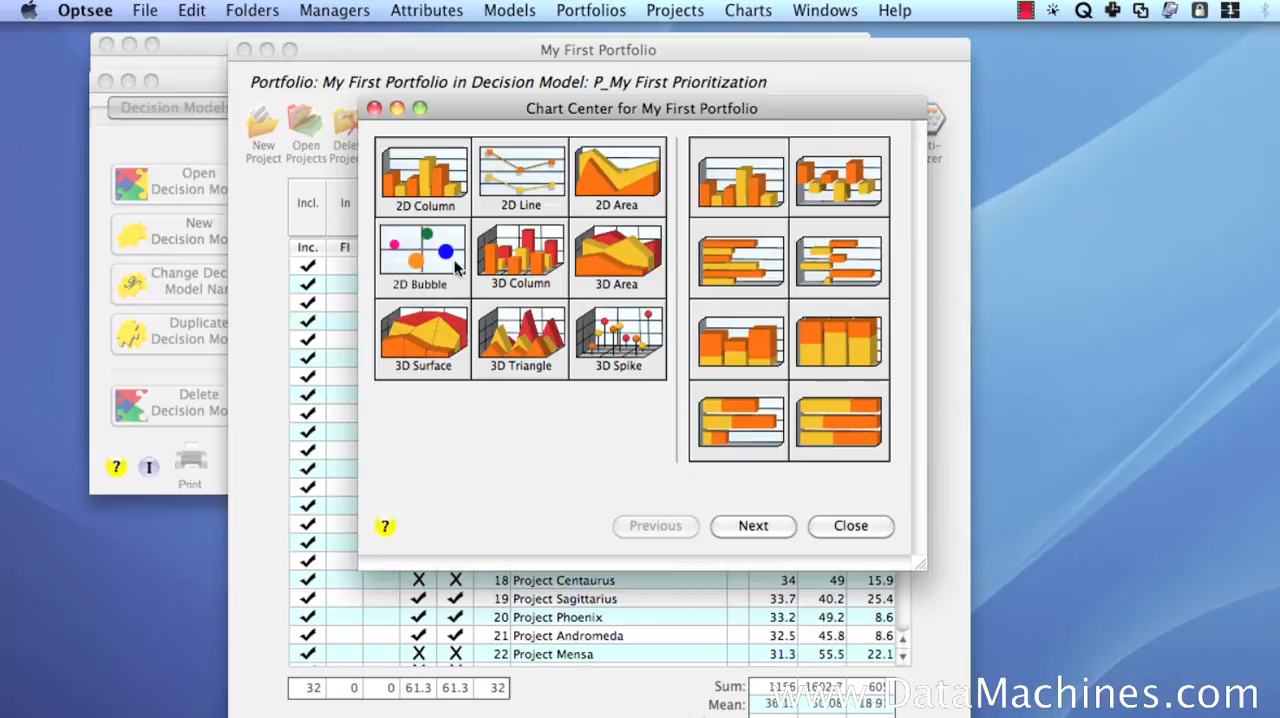 Optsee File Edit Folders Managers Attributes Models Portfolios Projects Charts Windows Help
My First Portfolio
Portfolio: My First Portfolio in Decision Model: P_My First Prioritization
Decision Models
Chart Center for My First Portfolio
New Project
Open Projects
Incl. In
Inc. FI
Open
Decision Mo
New
Decision Mo
Change Dec
Model Nar
Duplicate
Decision Mo
Delete
Decision Mo
? I
Print
2D Column 2D Line 2D Area
2D Bubble 3D Column 3D Area
3D Surface 3D Triangle 3D Spike
? Previous Next Close
X X 18 Project Centaurus 34 49 15.9
19 Project Sagittarius 33.7 40.2 25.4
20 Project Phoenix 33.2 49.2 8.6
21 Project Andromeda 32.5 45.8 8.6
X X 22 Project Mensa 31.3 55.5 22.1
32 0 0 61.3 61.3 32
Sum:
Mean:
www.DataMachines.com